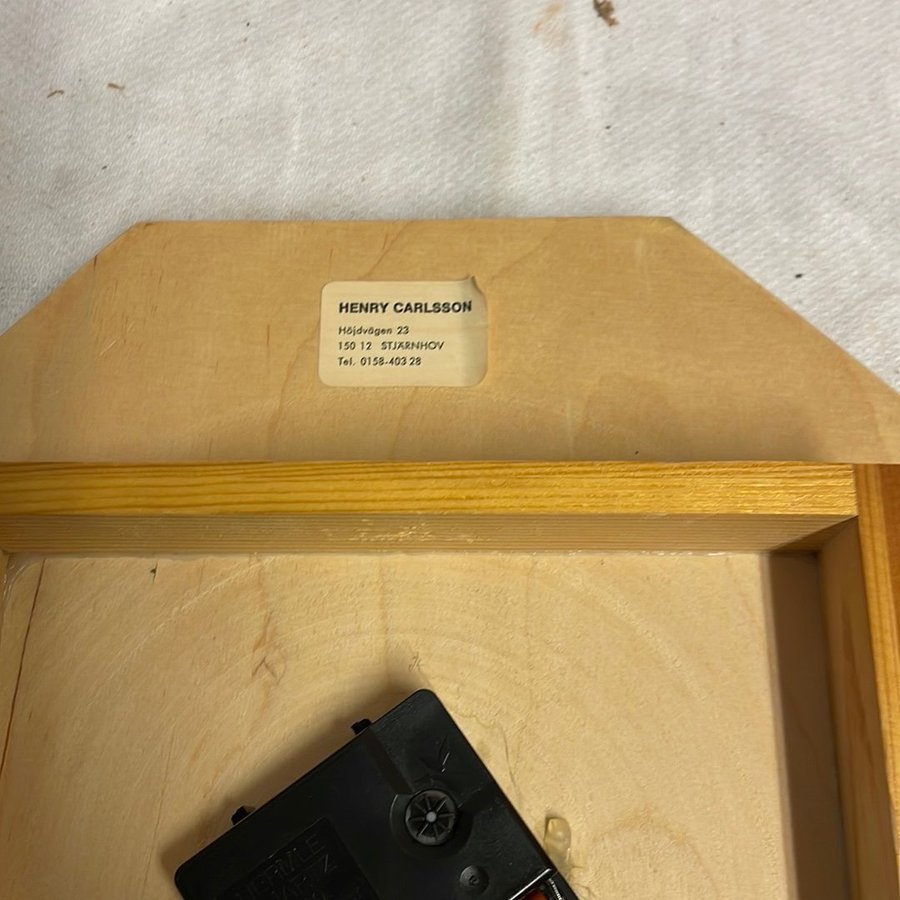 HENRY CARLSSON
Höjdvägen 23
150 12 STJÄRNHOV
Tel. 0158-403 28